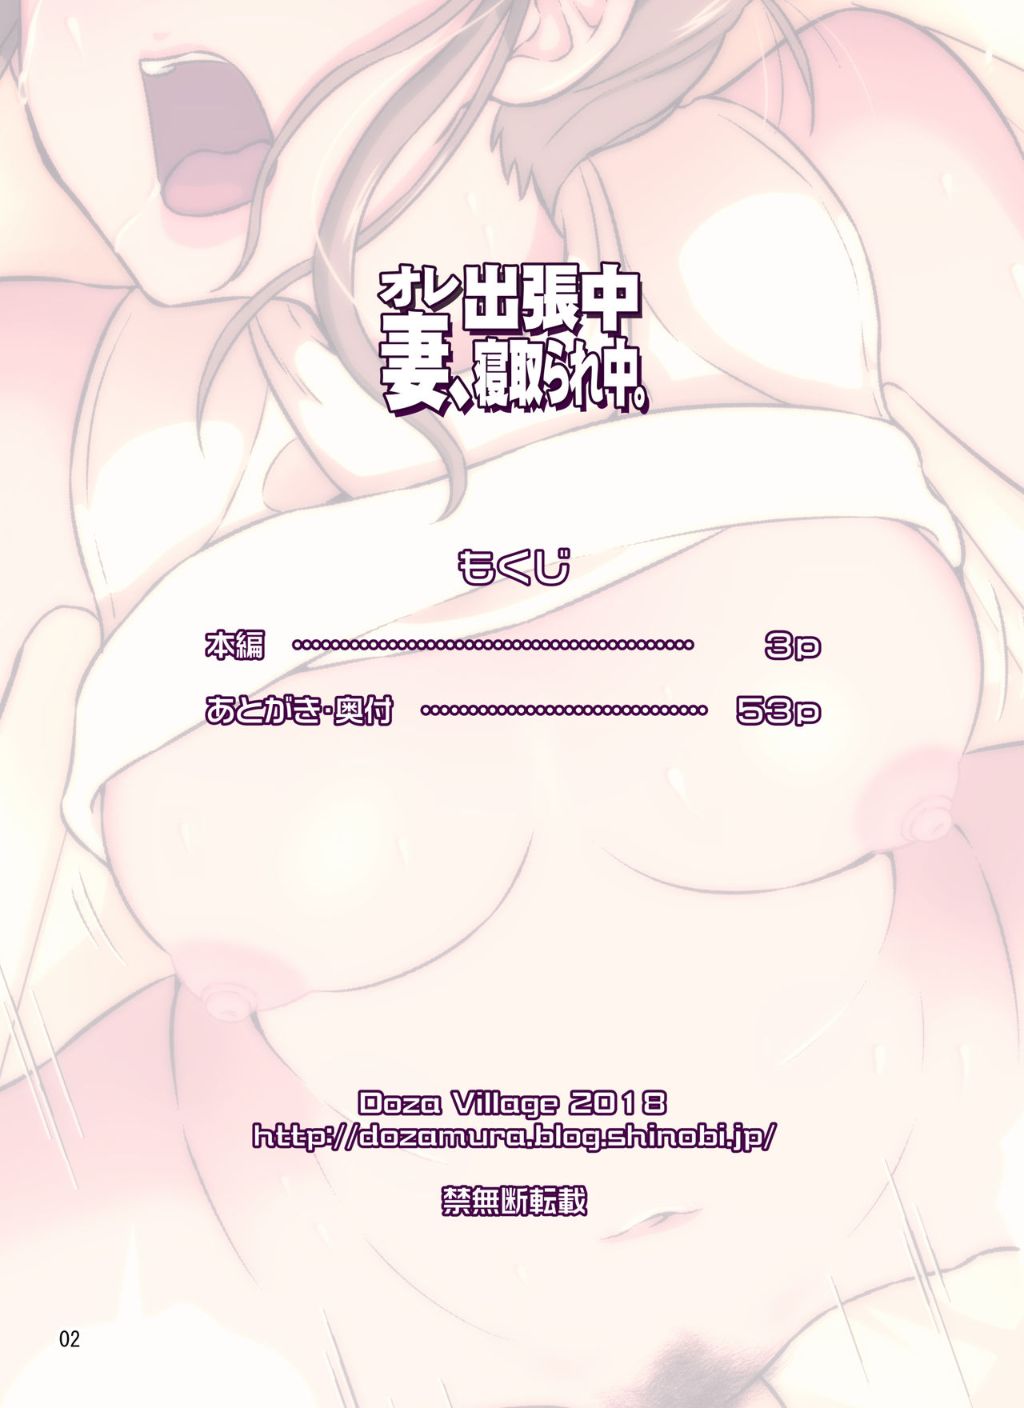 オレ出張中
妻、寝取られ中。
もくじ
本編 ………………………………… 3p
あとがき・奥付 ………………………… 53p
Doza Village 2018
http://dozamura.blog.shinobi.jp/
禁無断転載
02